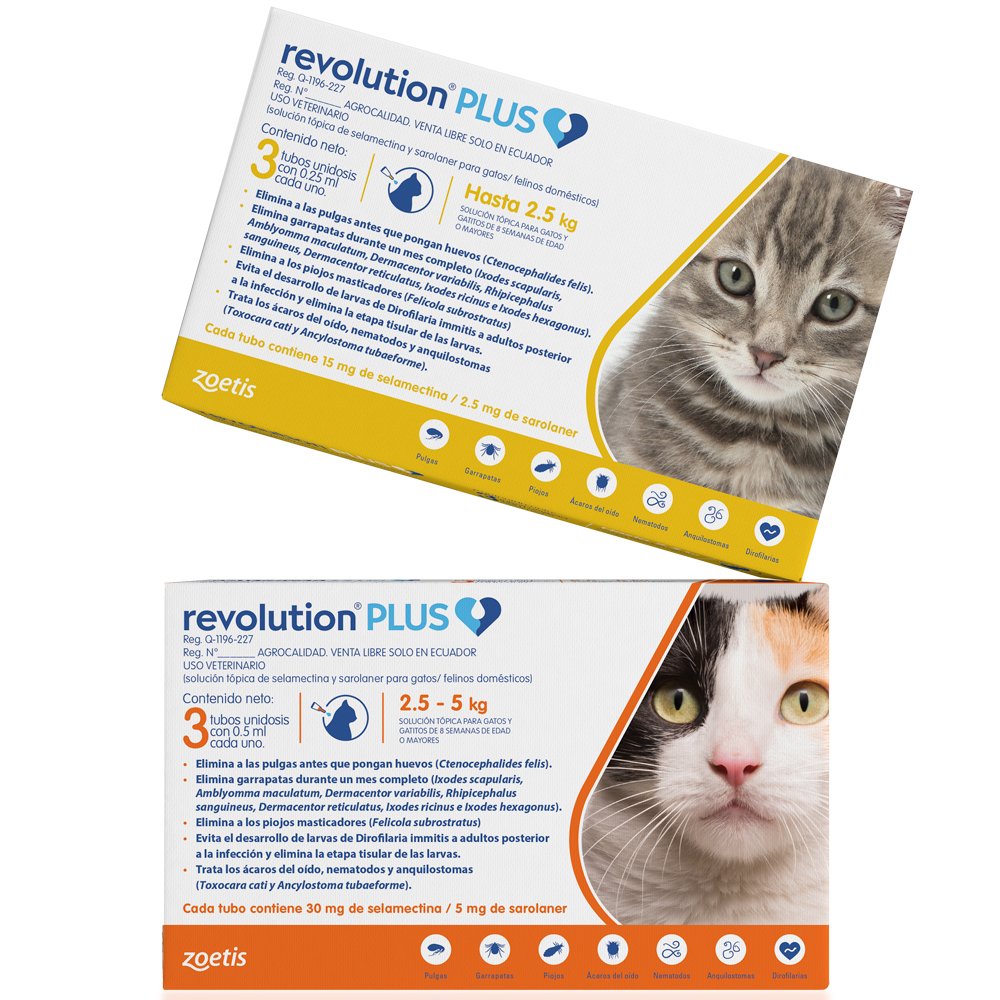 revolution® PLUS
Reg. Q-1196-227
Reg. N°______ AGROCALIDAD. VENTA LIBRE SOLO EN ECUADOR
USO VETERINARIO
(solución tópica de selamectina y sarolaner para gatos/ felinos domésticos)
Contenido neto:
3 tubos unidosis
con 0.25 ml
cada uno.
Hasta 2.5 kg
SOLUCIÓN TÓPICA PARA GATOS Y
GATITOS DE 8 SEMANAS DE EDAD
O MAYORES
• Elimina a las pulgas antes que pongan huevos (Ctenocephalides felis).
• Elimina garrapatas durante un mes completo (Ixodes scapularis,
Amblyomma maculatum, Dermacentor variabilis, Rhipicephalus
sanguineus, Dermacentor reticulatus, Ixodes ricinus e Ixodes hexagonus).
• Elimina a los piojos masticadores (Felicola subrostratus)
• Evita el desarrollo de larvas de Dirofilaria immitis a adultos posterior
a la infección y elimina la etapa tisular de las larvas.
• Trata los ácaros del oído, nematodos y anquilostomas
(Toxocara cati y Ancylostoma tubaeforme).
Cada tubo contiene 15 mg de selamectina / 2.5 mg de sarolaner
zoetis
Pulgas Garrapatas Piojos Ácaros del oído Nematodos Anquilostomas Dirofilarias
revolution® PLUS
Reg. Q-1196-227
Reg. N°______ AGROCALIDAD. VENTA LIBRE SOLO EN ECUADOR
USO VETERINARIO
(solución tópica de selamectina y sarolaner para gatos/ felinos domésticos)
Contenido neto:
3 tubos unidosis
con 0.5 ml
cada uno.
2.5 - 5 kg
SOLUCIÓN TÓPICA PARA GATOS Y
GATITOS DE 8 SEMANAS DE EDAD
O MAYORES
• Elimina a las pulgas antes que pongan huevos (Ctenocephalides felis).
• Elimina garrapatas durante un mes completo (Ixodes scapularis,
Amblyomma maculatum, Dermacentor variabilis, Rhipicephalus
sanguineus, Dermacentor reticulatus, Ixodes ricinus e Ixodes hexagonus).
• Elimina a los piojos masticadores (Felicola subrostratus)
• Evita el desarrollo de larvas de Dirofilaria immitis a adultos posterior
a la infección y elimina la etapa tisular de las larvas.
• Trata los ácaros del oído, nematodos y anquilostomas
(Toxocara cati y Ancylostoma tubaeforme).
Cada tubo contiene 30 mg de selamectina / 5 mg de sarolaner
zoetis
Pulgas Garrapatas Piojos Ácaros del oído Nematodos Anquilostomas Dirofilarias